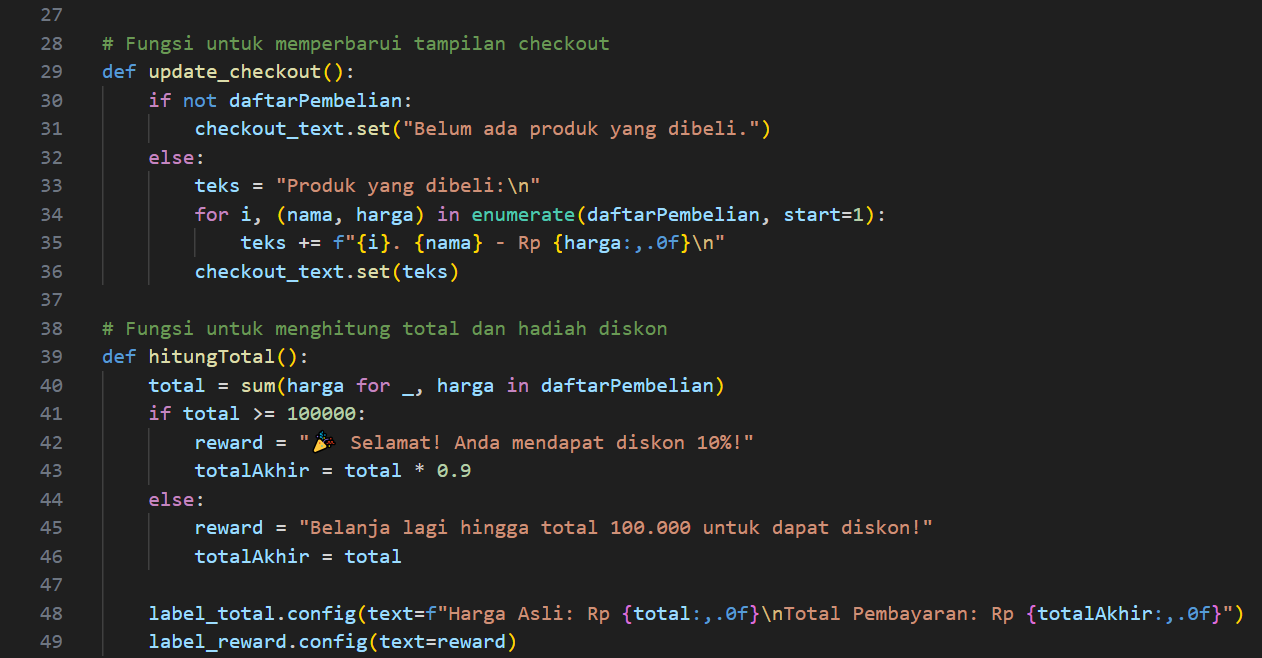 27
28 # Fungsi untuk memperbarui tampilan checkout
29 def update_checkout():
30     if not daftarPembelian:
31         checkout_text.set("Belum ada produk yang dibeli.")
32     else:
33         teks = "Produk yang dibeli:\n"
34         for i, (nama, harga) in enumerate(daftarPembelian, start=1):
35             teks += f"{i}. {nama} - Rp {harga:,.0f}\n"
36         checkout_text.set(teks)
37
38 # Fungsi untuk menghitung total dan hadiah diskon
39 def hitungTotal():
40     total = sum(harga for _, harga in daftarPembelian)
41     if total >= 100000:
42         reward = "🎉 Selamat! Anda mendapat diskon 10%!"
43         totalAkhir = total * 0.9
44     else:
45         reward = "Belanja lagi hingga total 100.000 untuk dapat diskon!"
46         totalAkhir = total
47
48     label_total.config(text=f"Harga Asli: Rp {total:,.0f}\nTotal Pembayaran: Rp {totalAkhir:,.0f}")
49     label_reward.config(text=reward)